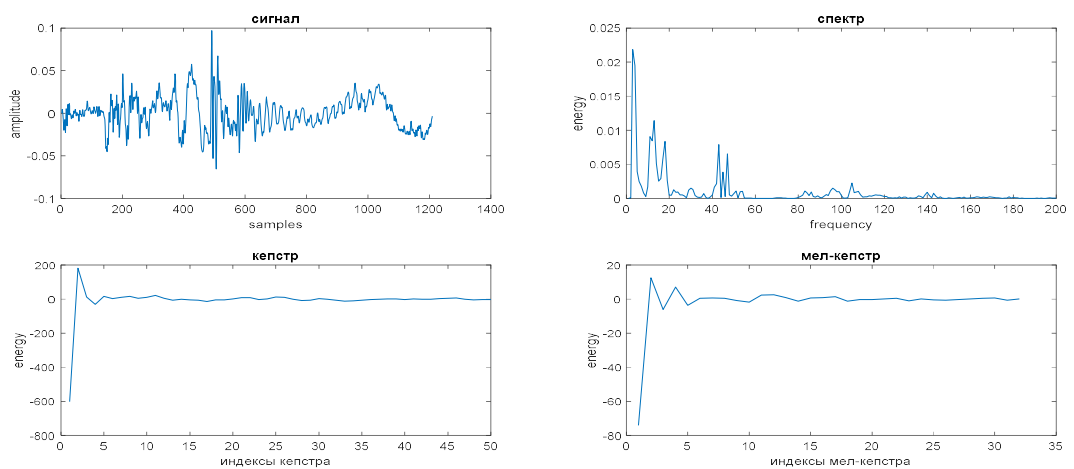 сигнал
0.1
0.05
0
-0.05
-0.1
amplitude
0 200 400 600 800 1000 1200 1400
samples
спектр
0.025
0.02
0.015
0.01
0.005
0
energy
0 20 40 60 80 100 120 140 160 180 200
frequency
кепстр
200
0
-200
-400
-600
-800
energy
0 5 10 15 20 25 30 35 40 45 50
индексы кепстра
мел-кепстр
20
0
-20
-40
-60
-80
energy
0 5 10 15 20 25 30 35
индексы мел-кепстра